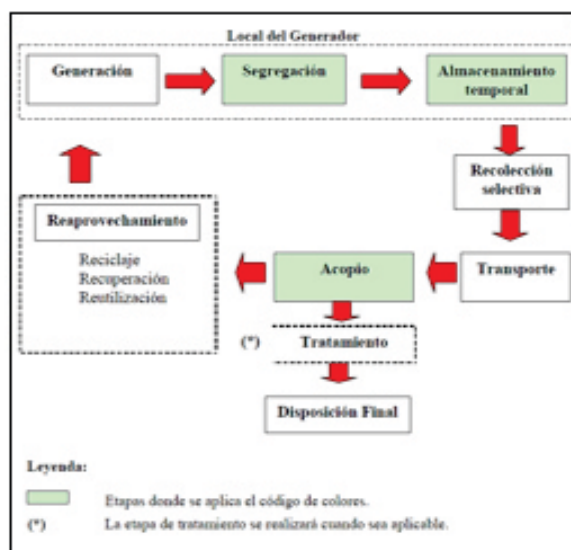 Local del Generador
Generación
Segregación
Almacenamiento
temporal
Recolección
selectiva
Reaprovechamiento
Reciclaje
Recuperación
Reutilización
Acopio
Transporte
(*)
Tratamiento
Disposición Final
Leyenda:
Etapas donde se aplica el código de colores.
(*) La etapa de tratamiento se realizará cuando sea aplicable.